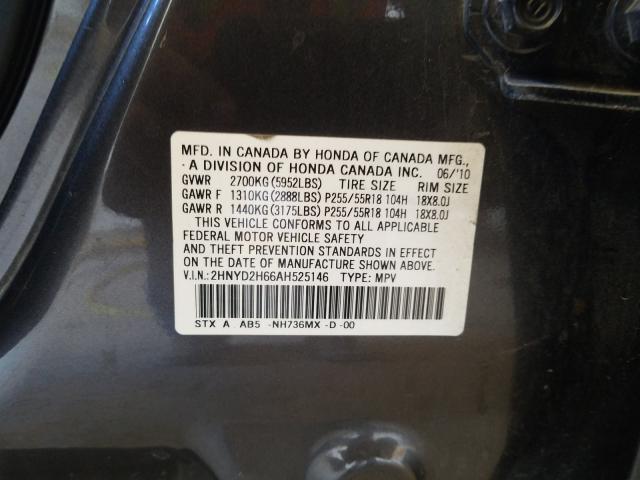 MFD. IN CANADA BY HONDA OF CANADA MFG.,
A DIVISION OF HONDA CANADA INC. 06/'10
GVWR 2700KG(5952LBS) TIRE SIZE RIM SIZE
GAWR F 1310KG(2888LBS) P255/55R18 104H 18X8.0J
GAWR R 1440KG(3175LBS) P255/55R18 104H 18X8.0J
THIS VEHICLE CONFORMS TO ALL APPLICABLE
FEDERAL MOTOR VEHICLE SAFETY
AND THEFT PREVENTION STANDARDS IN EFFECT
ON THE DATE OF MANUFACTURE SHOWN ABOVE.
V.I.N.: 2HNYD2H66AH525146 TYPE: MPV
STX A AB5 -NH736MX -D -00